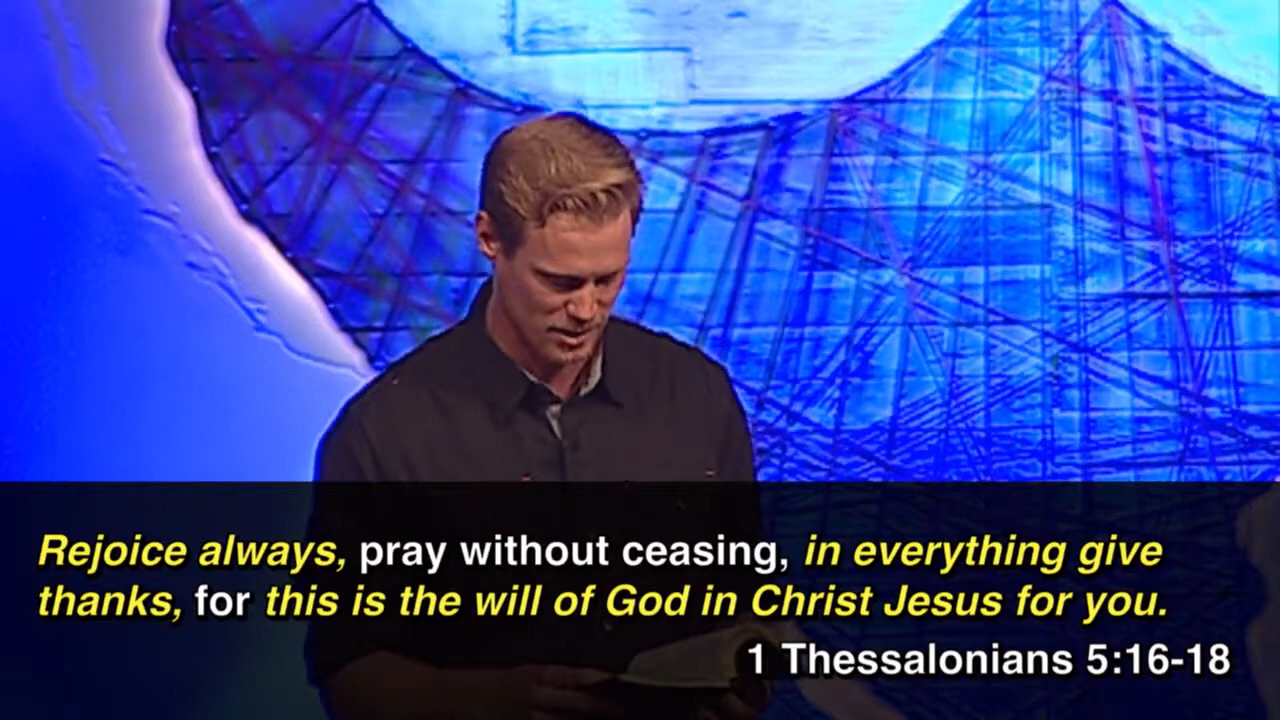 Rejoice always, pray without ceasing, in everything give
thanks, for this is the will of God in Christ Jesus for you.
1 Thessalonians 5:16-18